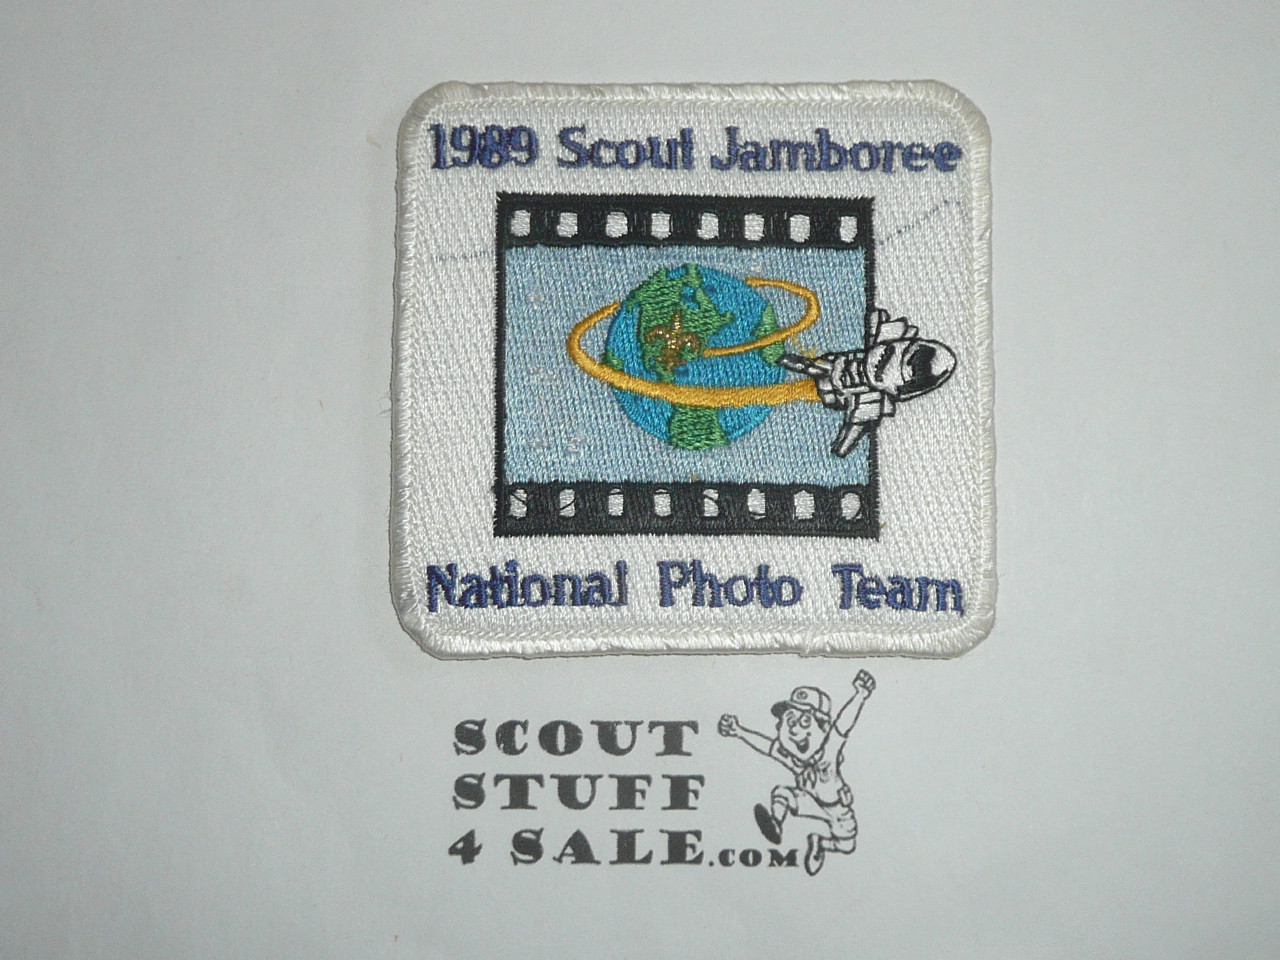 1989 Scout Jamboree
National Photo Team
SCOUT
STUFF
4 SALE.COM